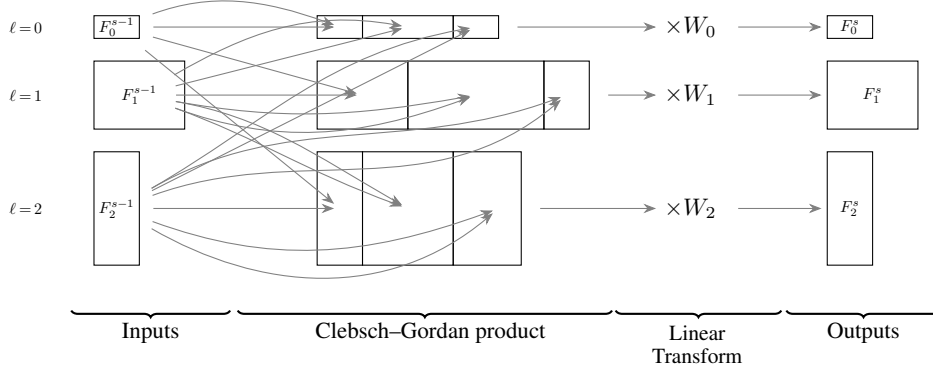 ℓ=0 F_0^{s−1} ×W_0 F_0^s
ℓ=1 F_1^{s−1} ×W_1 F_1^s
ℓ=2 F_2^{s−1} ×W_2 F_2^s
Inputs Clebsch–Gordan product Linear Outputs
Transform